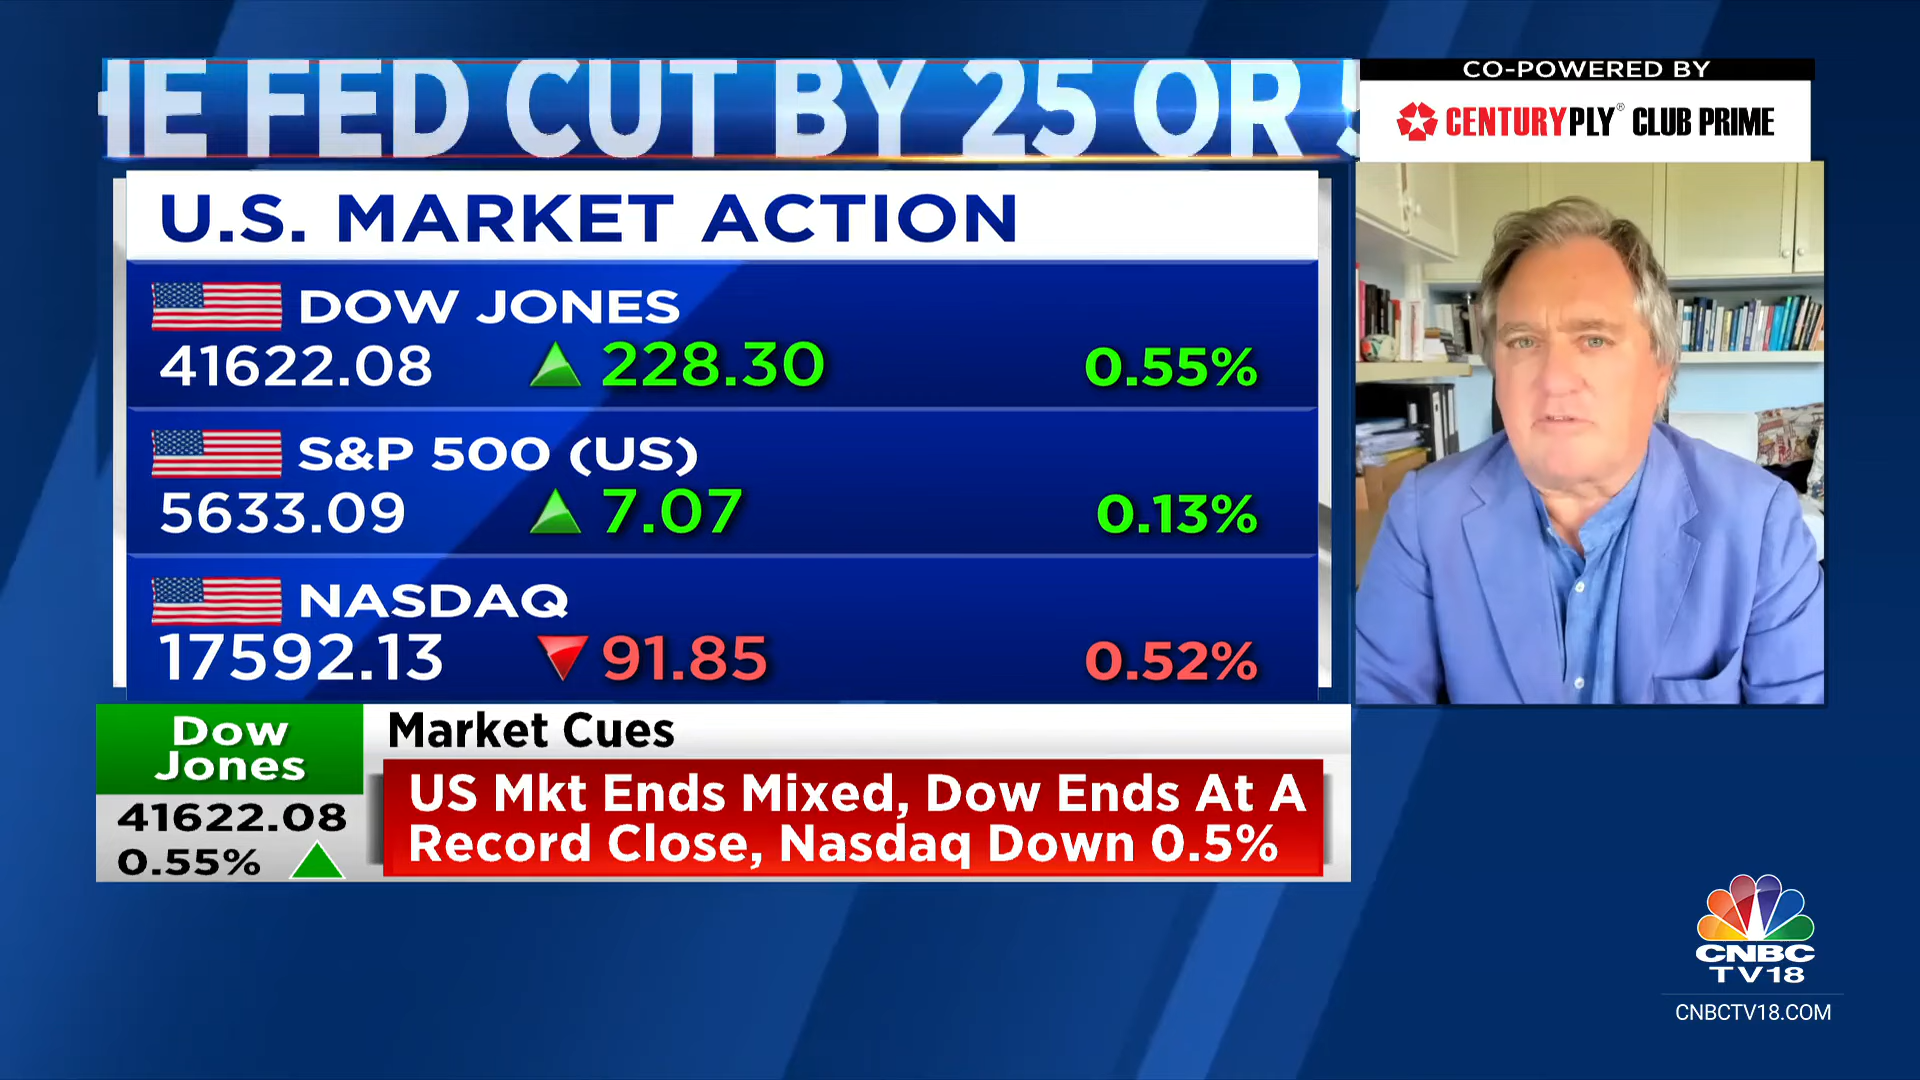 HE FED CUT BY 25 OR
CO-POWERED BY
CENTURYPLY® CLUB PRIME
U.S. MARKET ACTION
DOW JONES
41622.08 228.30 0.55%
S&P 500 (US)
5633.09 7.07 0.13%
NASDAQ
17592.13 91.85 0.52%
Dow
Jones
41622.08
0.55%
Market Cues
US Mkt Ends Mixed, Dow Ends At A
Record Close, Nasdaq Down 0.5%
CNBC
TV18
CNBCTV18.COM